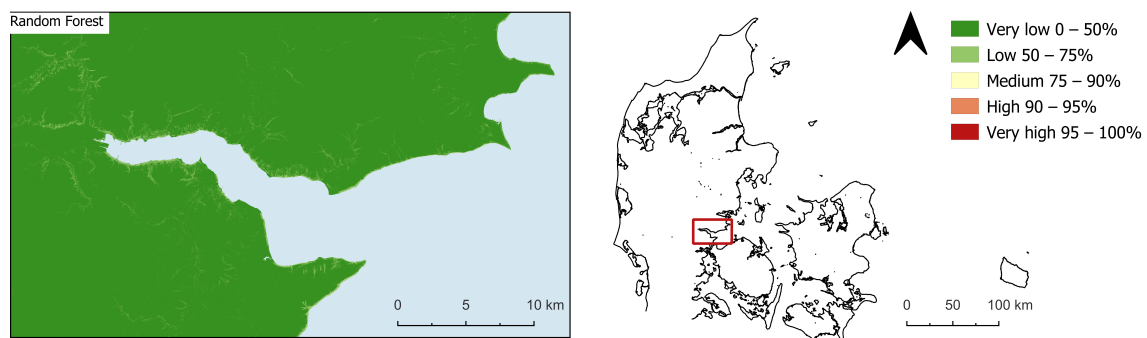 Random Forest
0 5 10 km
Very low 0 – 50%
Low 50 – 75%
Medium 75 – 90%
High 90 – 95%
Very high 95 – 100%
0 50 100 km